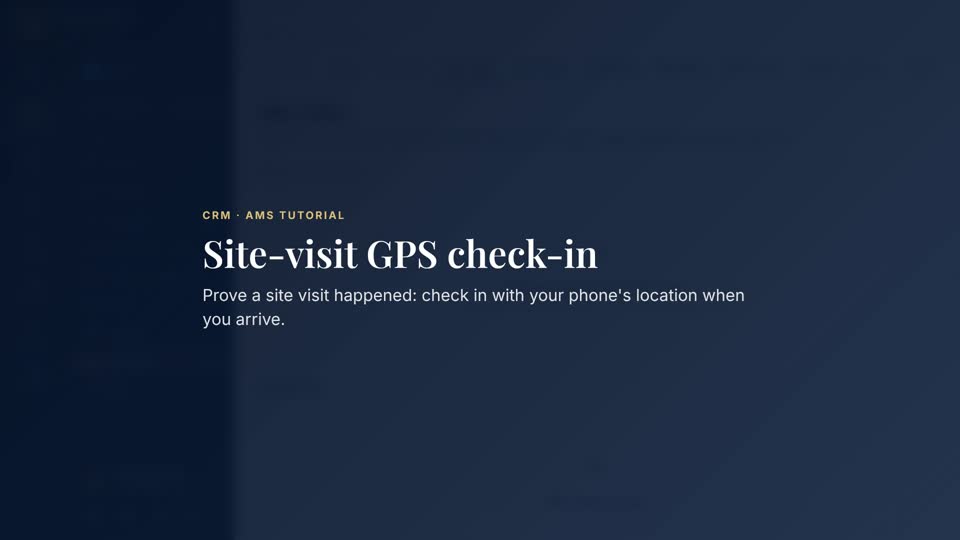 CRM · AMS TUTORIAL
Site-visit GPS check-in
Prove a site visit happened: check in with your phone's location when
you arrive.